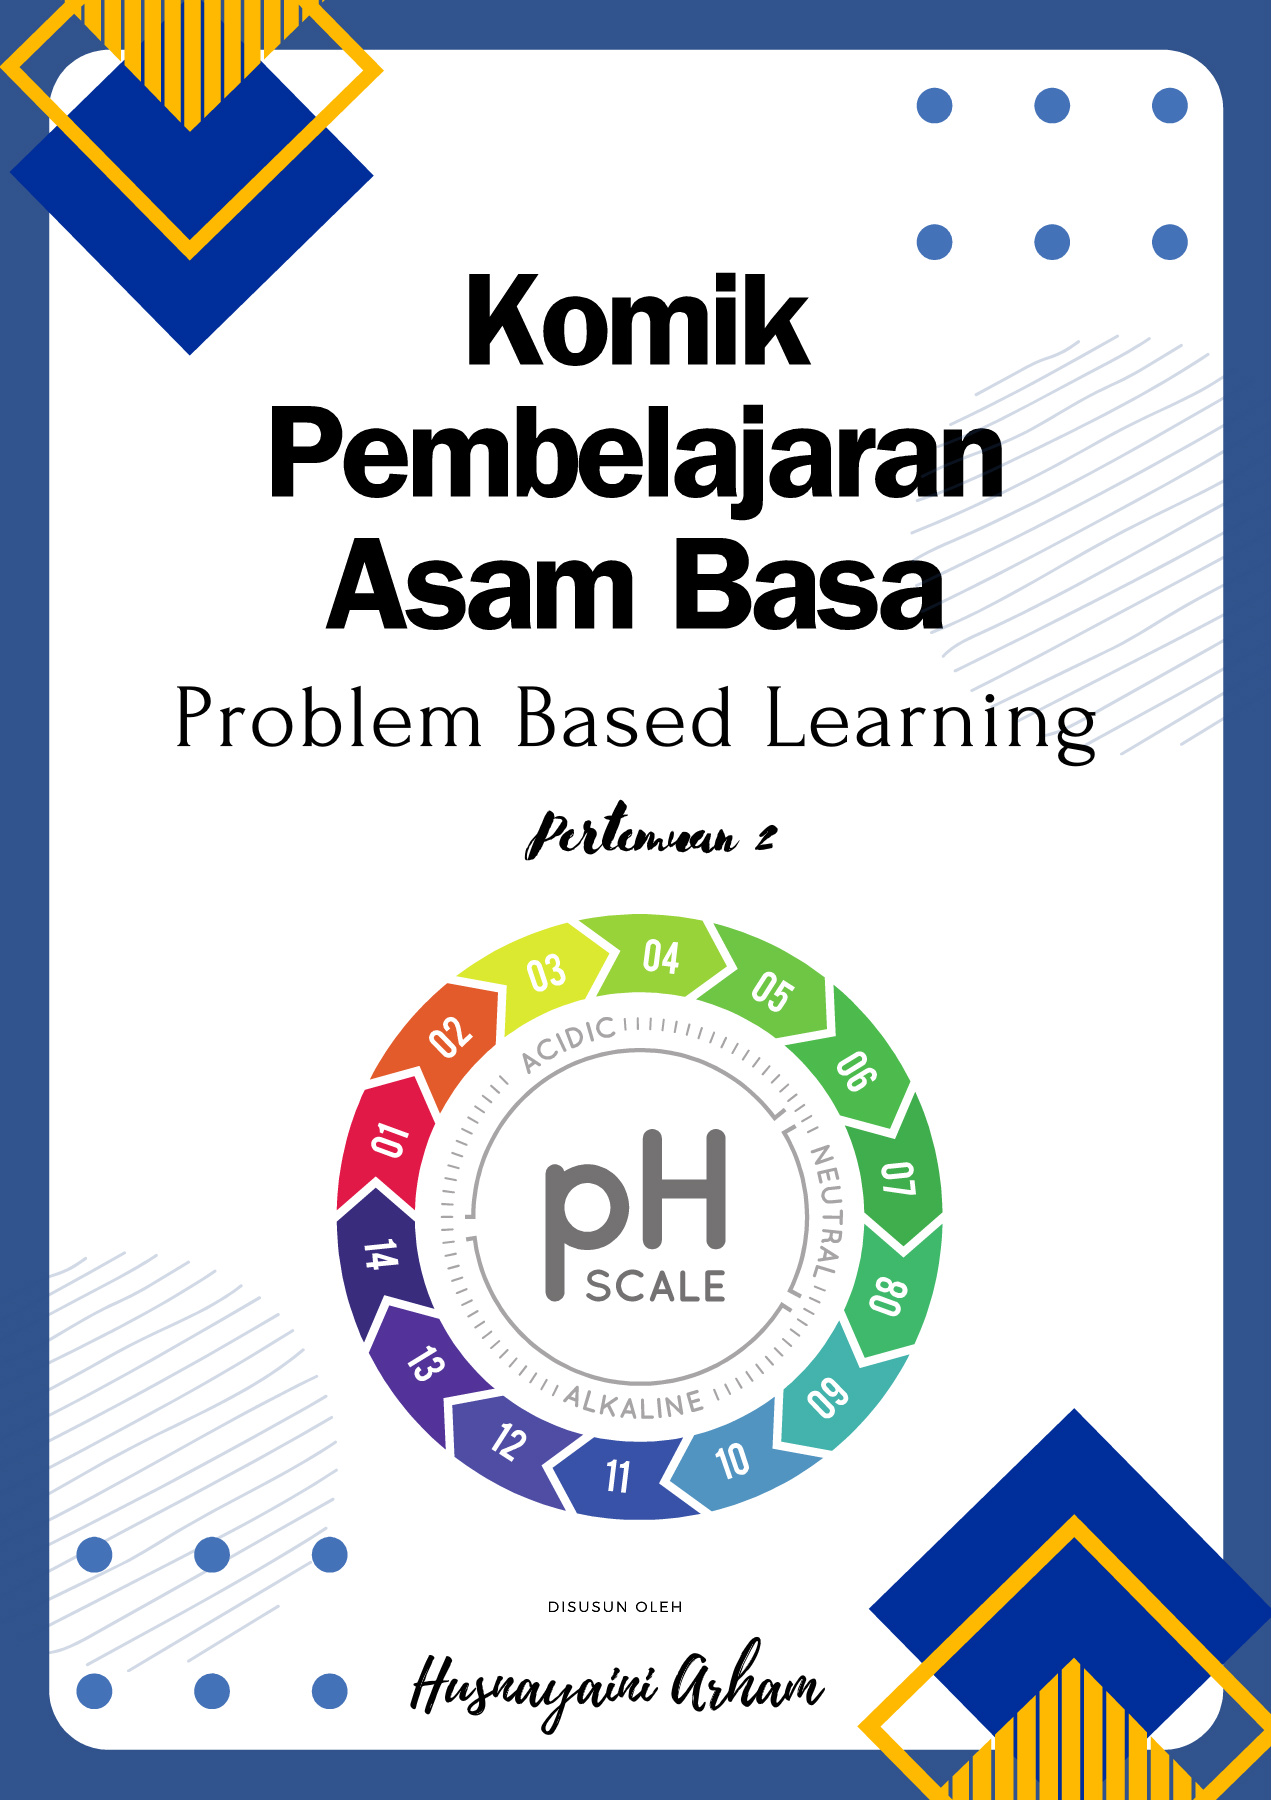 Komik
Pembelajaran
Asam Basa
Problem Based Learning
Pertemuan 2
01
02
03
04
05
06
07
08
09
10
11
12
13
14
ACIDIC
NEUTRAL
ALKALINE
pH
SCALE
DISUSUN OLEH
Husnayaini Arham